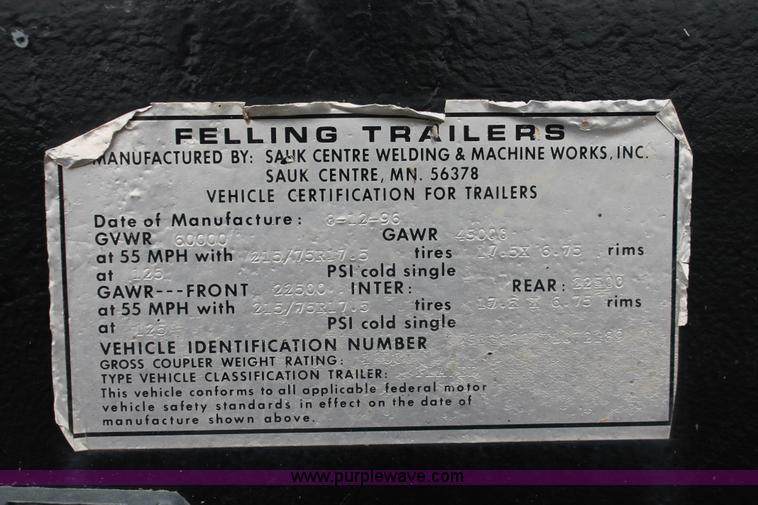 FELLING TRAILERS
MANUFACTURED BY: SAUK CENTRE WELDING & MACHINE WORKS, INC.
SAUK CENTRE, MN. 56378
VEHICLE CERTIFICATION FOR TRAILERS
Date of Manufacture: 8-12-96
GVWR 60000 GAWR 45000
at 55 MPH with 215/75R17.5 tires 17.5X 6.75 rims
at 125 PSI cold single
GAWR---FRONT 22500 INTER: REAR: 22500
at 55 MPH with 215/75R17.5 tires 17.5 X 6.75 rims
at 125 PSI cold single
VEHICLE IDENTIFICATION NUMBER
GROSS COUPLER WEIGHT RATING:
TYPE VEHICLE CLASSIFICATION TRAILER:
This vehicle conforms to all applicable federal motor
vehicle safety standards in effect on the date of
manufacture shown above.
www.purplewave.com